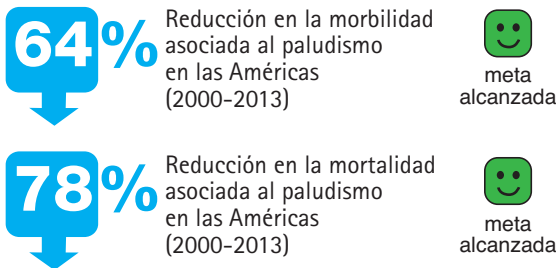 64%
Reducción en la morbilidad
asociada al paludismo
en las Américas
(2000-2013)
meta
alcanzada
78%
Reducción en la mortalidad
asociada al paludismo
en las Américas
(2000-2013)
meta
alcanzada